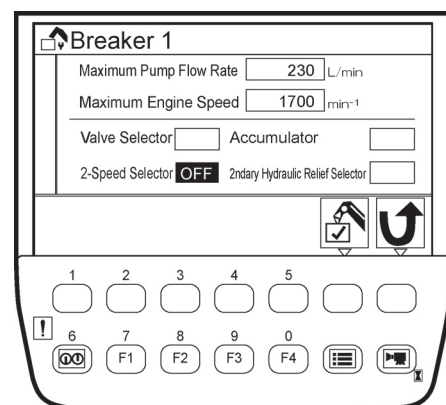 Breaker 1
Maximum Pump Flow Rate 230 L/min
Maximum Engine Speed 1700 min-1
Valve Selector Accumulator
2-Speed Selector OFF 2ndary Hydraulic Relief Selector
1 2 3 4 5
! 6 7 8 9 0
F1 F2 F3 F4